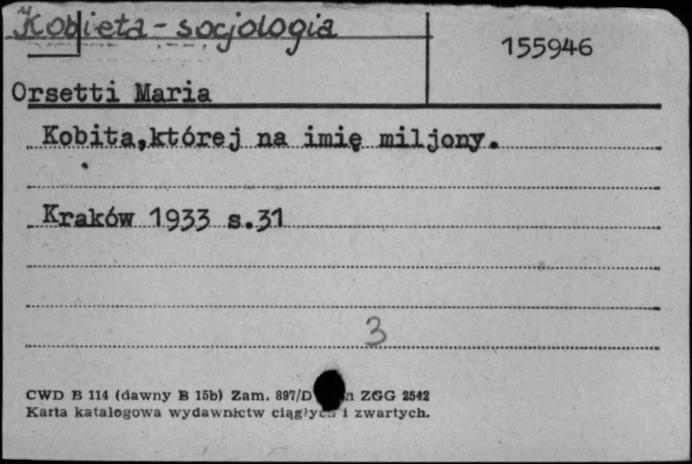 Kobieta - socjologia
155946
Orsetti Maria
Kobita,której na imię miljony.
Kraków 1933 s.31
3
CWD B 114 (dawny B 15b) Zam. 897/D ZGG 2542
Karta katalogowa wydawnictw ciągłych i zwartych.